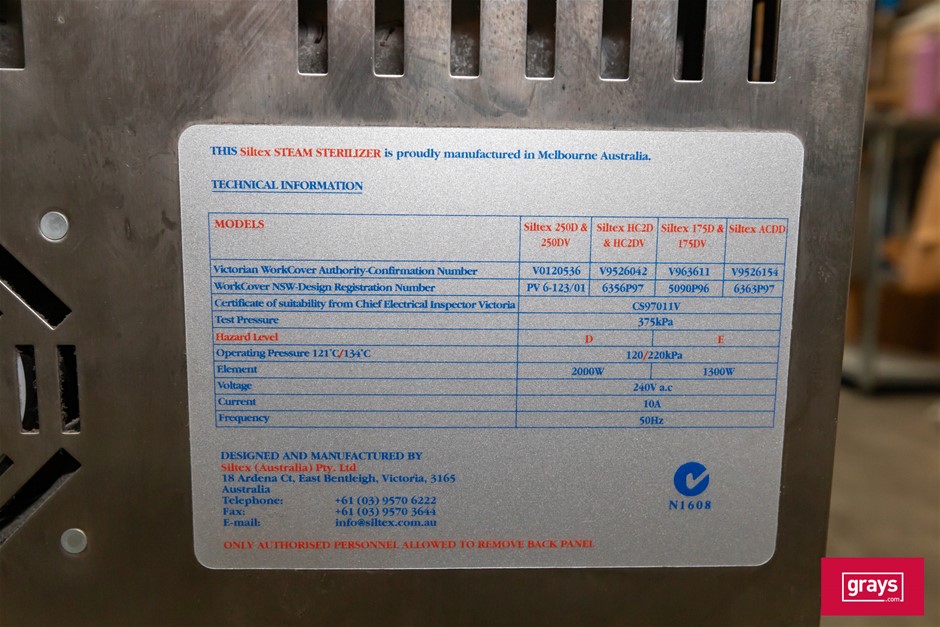 THIS Siltex STEAM STERILIZER is proudly manufactured in Melbourne Australia.
TECHNICAL INFORMATION
MODELS Siltex 250D & 250DV Siltex HC2D & HC2DV Siltex 175D & 175DV Siltex ACDD
Victorian WorkCover Authority-Confirmation Number V0120536 V9526042 V963611 V9526154
WorkCover NSW-Design Registration Number PV 6-123/01 6356P97 5090P96 6363P97
Certificate of suitability from Chief Electrical Inspector Victoria CS97011V
Test Pressure 375kPa
Hazard Level D E
Operating Pressure 121°C/134°C 120/220kPa
Element 2000W 1300W
Voltage 240V a.c
Current 10A
Frequency 50Hz
DESIGNED AND MANUFACTURED BY
Siltex (Australia) Pty. Ltd
18 Ardena Ct, East Bentleigh, Victoria, 3165
Australia
Telephone: +61 (03) 9570 6222
Fax: +61 (03) 9570 3644
E-mail: info@siltex.com.au
N1608
ONLY AUTHORISED PERSONNEL ALLOWED TO REMOVE BACK PANEL
grays
.com